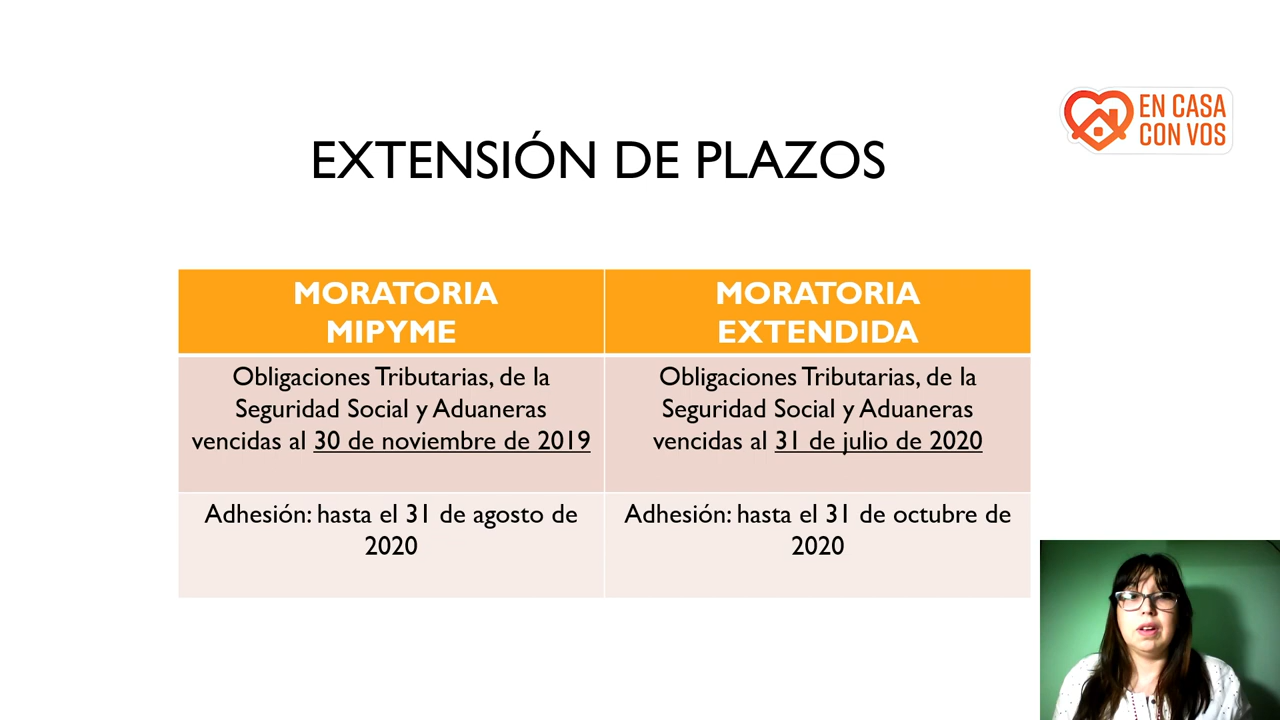 EN CASA
CON VOS
EXTENSIÓN DE PLAZOS
MORATORIA
MIPYME
MORATORIA
EXTENDIDA
Obligaciones Tributarias, de la
Seguridad Social y Aduaneras
vencidas al 30 de noviembre de 2019
Obligaciones Tributarias, de la
Seguridad Social y Aduaneras
vencidas al 31 de julio de 2020
Adhesión: hasta el 31 de agosto de
2020
Adhesión: hasta el 31 de octubre de
2020